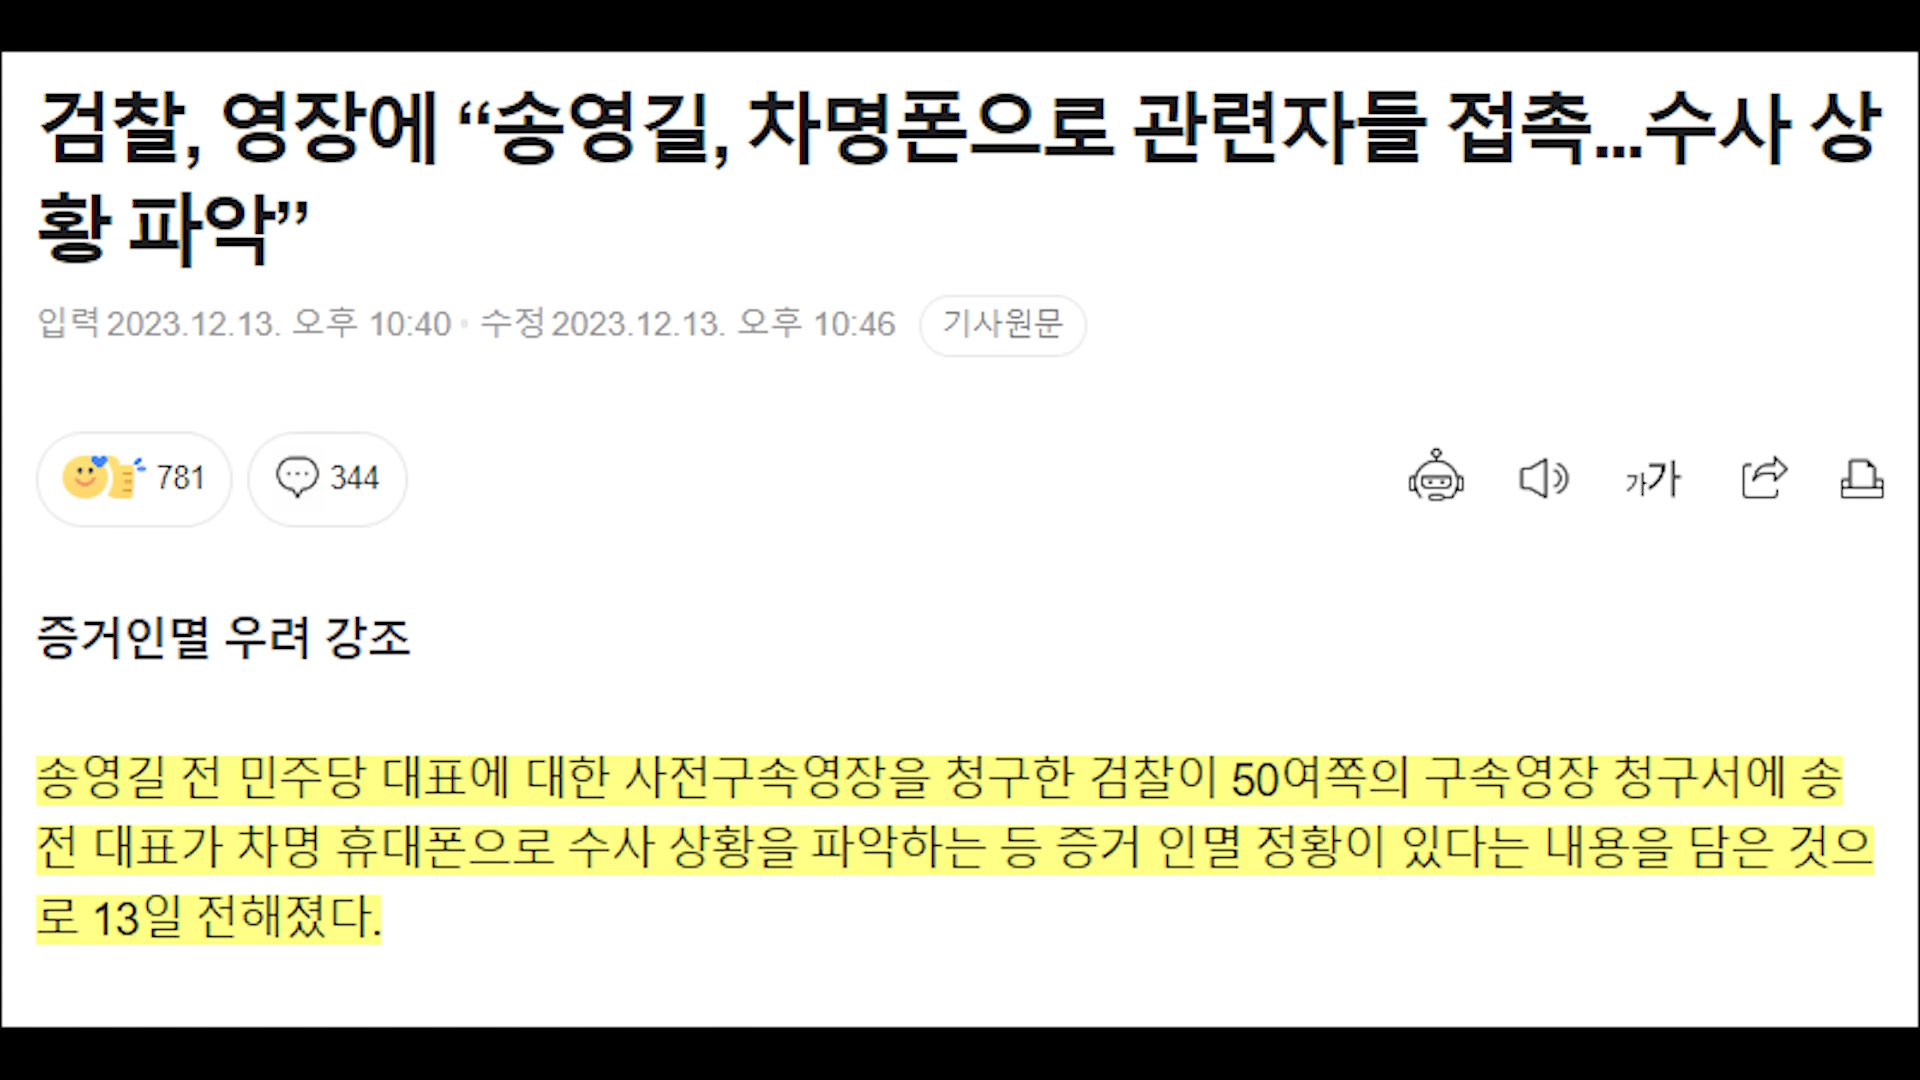 검찰, 영장에 “송영길, 차명폰으로 관련자들 접촉...수사 상
황 파악”
입력 2023.12.13. 오후 10:40 · 수정 2023.12.13. 오후 10:46 기사원문
781 344 가가
증거인멸 우려 강조
송영길 전 민주당 대표에 대한 사전구속영장을 청구한 검찰이 50여쪽의 구속영장 청구서에 송
전 대표가 차명 휴대폰으로 수사 상황을 파악하는 등 증거 인멸 정황이 있다는 내용을 담은 것으
로 13일 전해졌다.